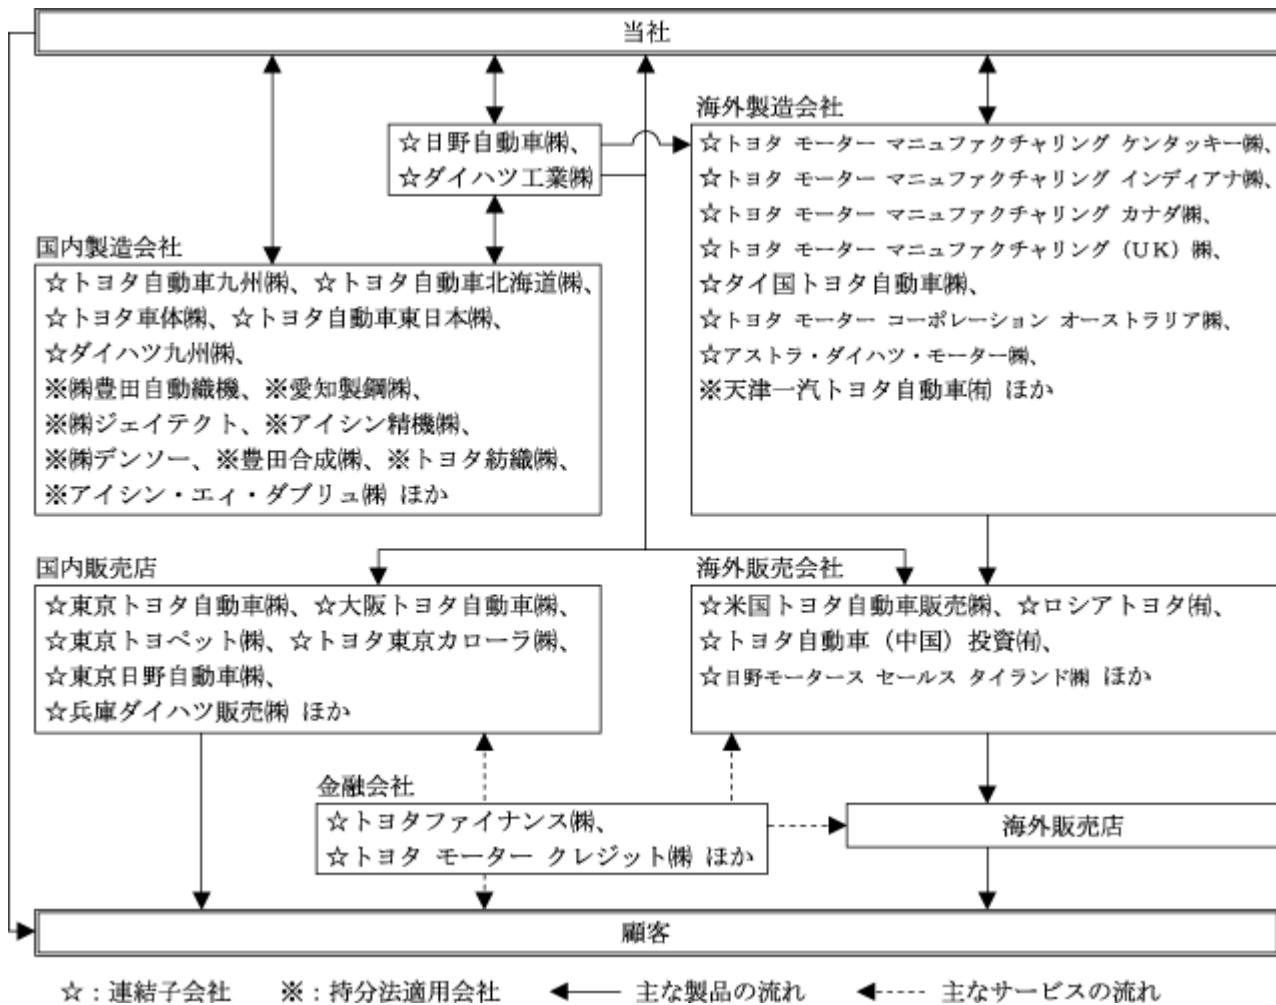 当社
☆日野自動車㈱、
☆ダイハツ工業㈱
海外製造会社
☆トヨタ モーター マニュファクチャリング ケンタッキー㈱、
☆トヨタ モーター マニュファクチャリング インディアナ㈱、
☆トヨタ モーター マニュファクチャリング カナダ㈱、
☆トヨタ モーター マニュファクチャリング（UK）㈱、
☆タイ国トヨタ自動車㈱、
☆トヨタ モーター コーポレーション オーストラリア㈱、
☆アストラ・ダイハツ・モーター㈱、
※天津一汽トヨタ自動車㈲ ほか
国内製造会社
☆トヨタ自動車九州㈱、☆トヨタ自動車北海道㈱、
☆トヨタ車体㈱、☆トヨタ自動車東日本㈱、
☆ダイハツ九州㈱、
※㈱豊田自動織機、※愛知製鋼㈱、
※㈱ジェイテクト、※アイシン精機㈱、
※㈱デンソー、※豊田合成㈱、※トヨタ紡織㈱、
※アイシン・エィ・ダブリュ㈱ ほか
国内販売店
☆東京トヨタ自動車㈱、☆大阪トヨタ自動車㈱、
☆東京トヨペット㈱、☆トヨタ東京カローラ㈱、
☆東京日野自動車㈱、
☆兵庫ダイハツ販売㈱ ほか
海外販売会社
☆米国トヨタ自動車販売㈱、☆ロシアトヨタ㈲、
☆トヨタ自動車（中国）投資㈲、
☆日野モータース セールス タイランド㈱ ほか
金融会社
☆トヨタファイナンス㈱、
☆トヨタ モーター クレジット㈱ ほか
海外販売店
顧客
☆：連結子会社 ※：持分法適用会社 主な製品の流れ 主なサービスの流れ